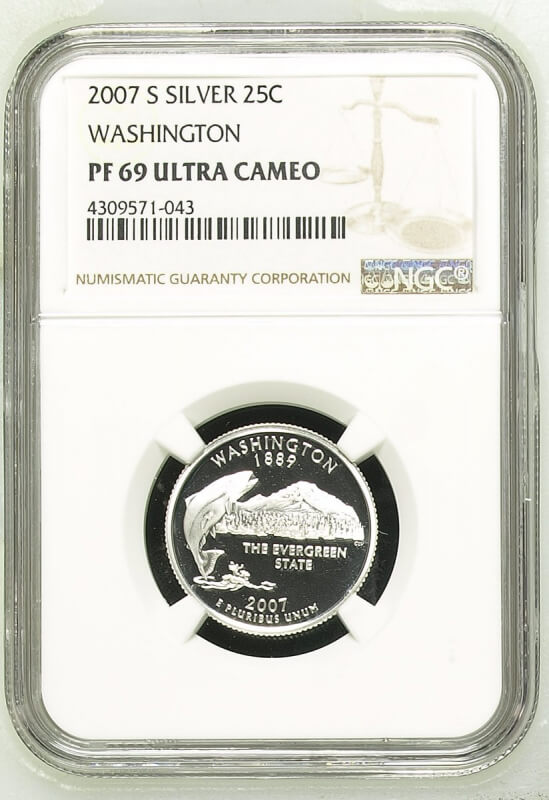 2007 S SILVER 25C
WASHINGTON
PF 69 ULTRA CAMEO
4309571-043
NUMISMATIC GUARANTY CORPORATION
NGC®
WASHINGTON
1889
THE EVERGREEN
STATE
2007
E PLURIBUS UNUM